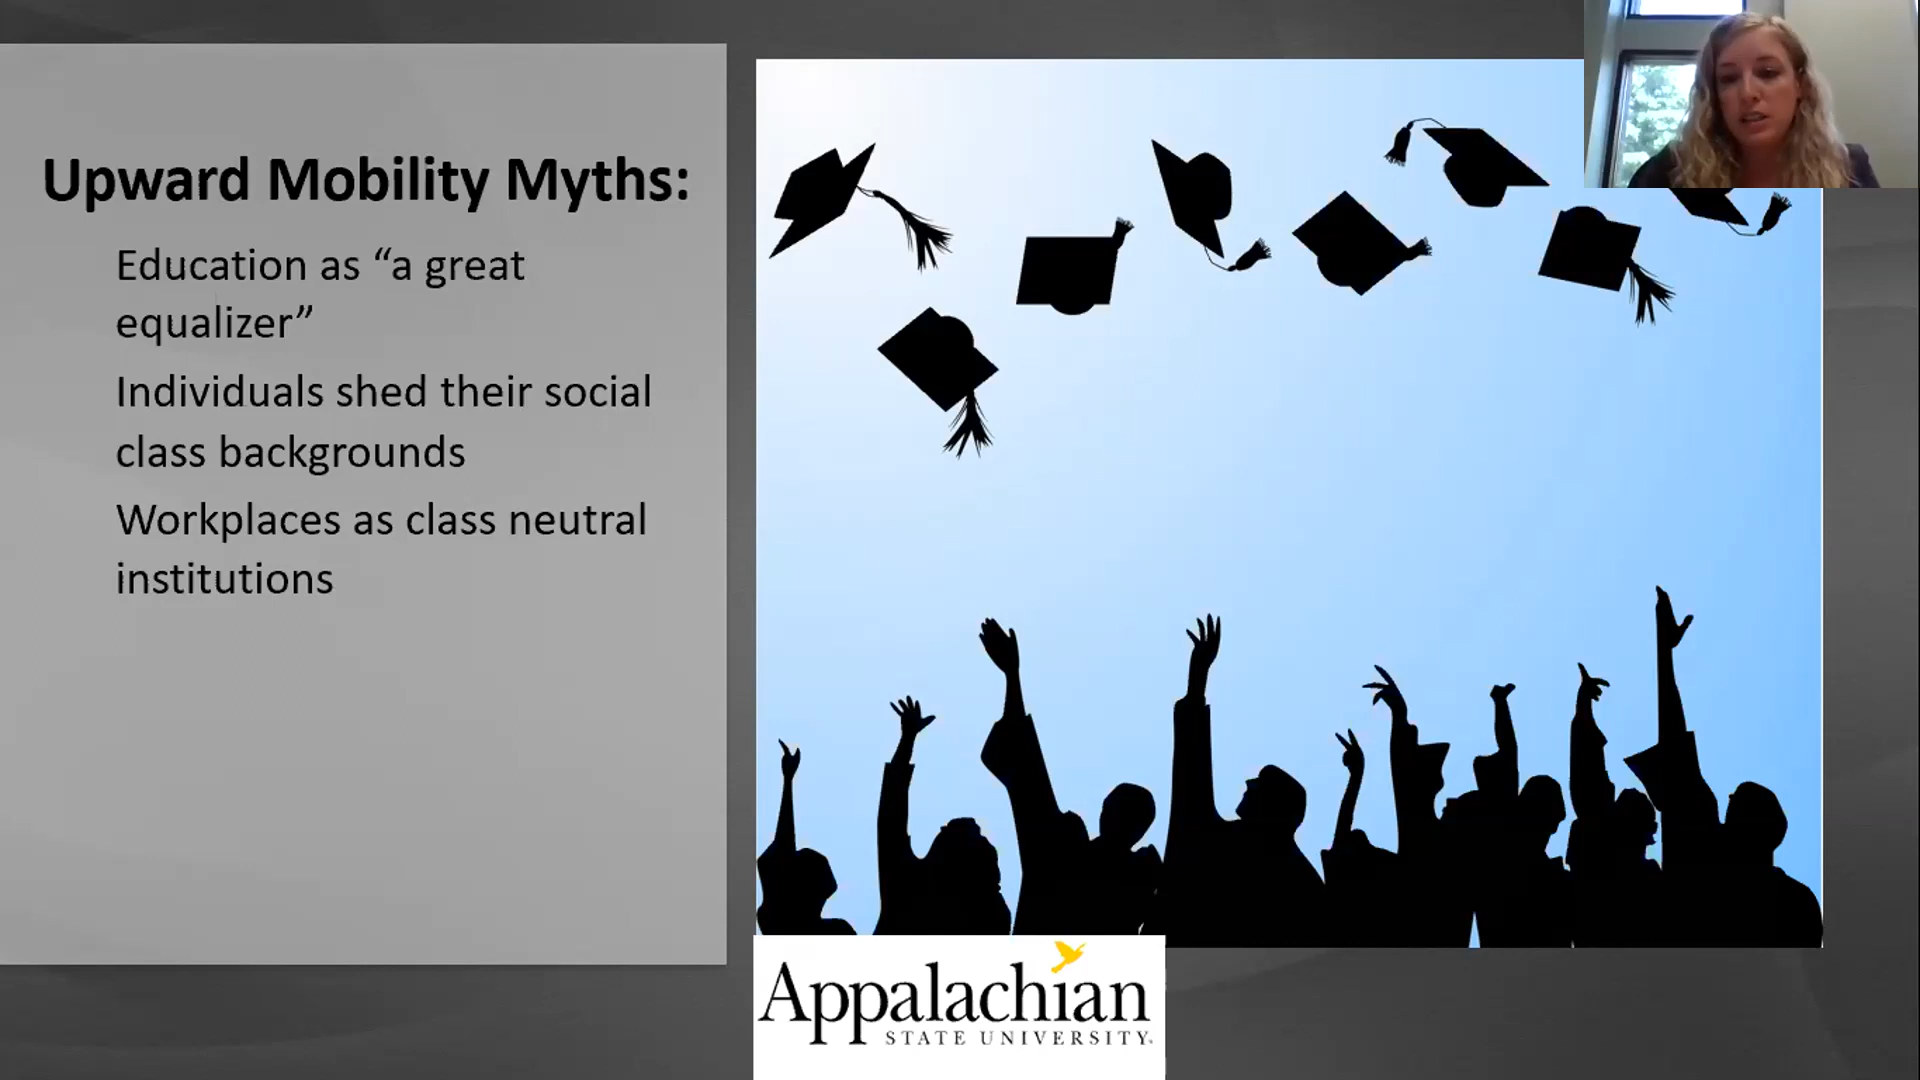 Upward Mobility Myths:
Education as “a great
equalizer”
Individuals shed their social
class backgrounds
Workplaces as class neutral
institutions
Appalachian
STATE UNIVERSITY.